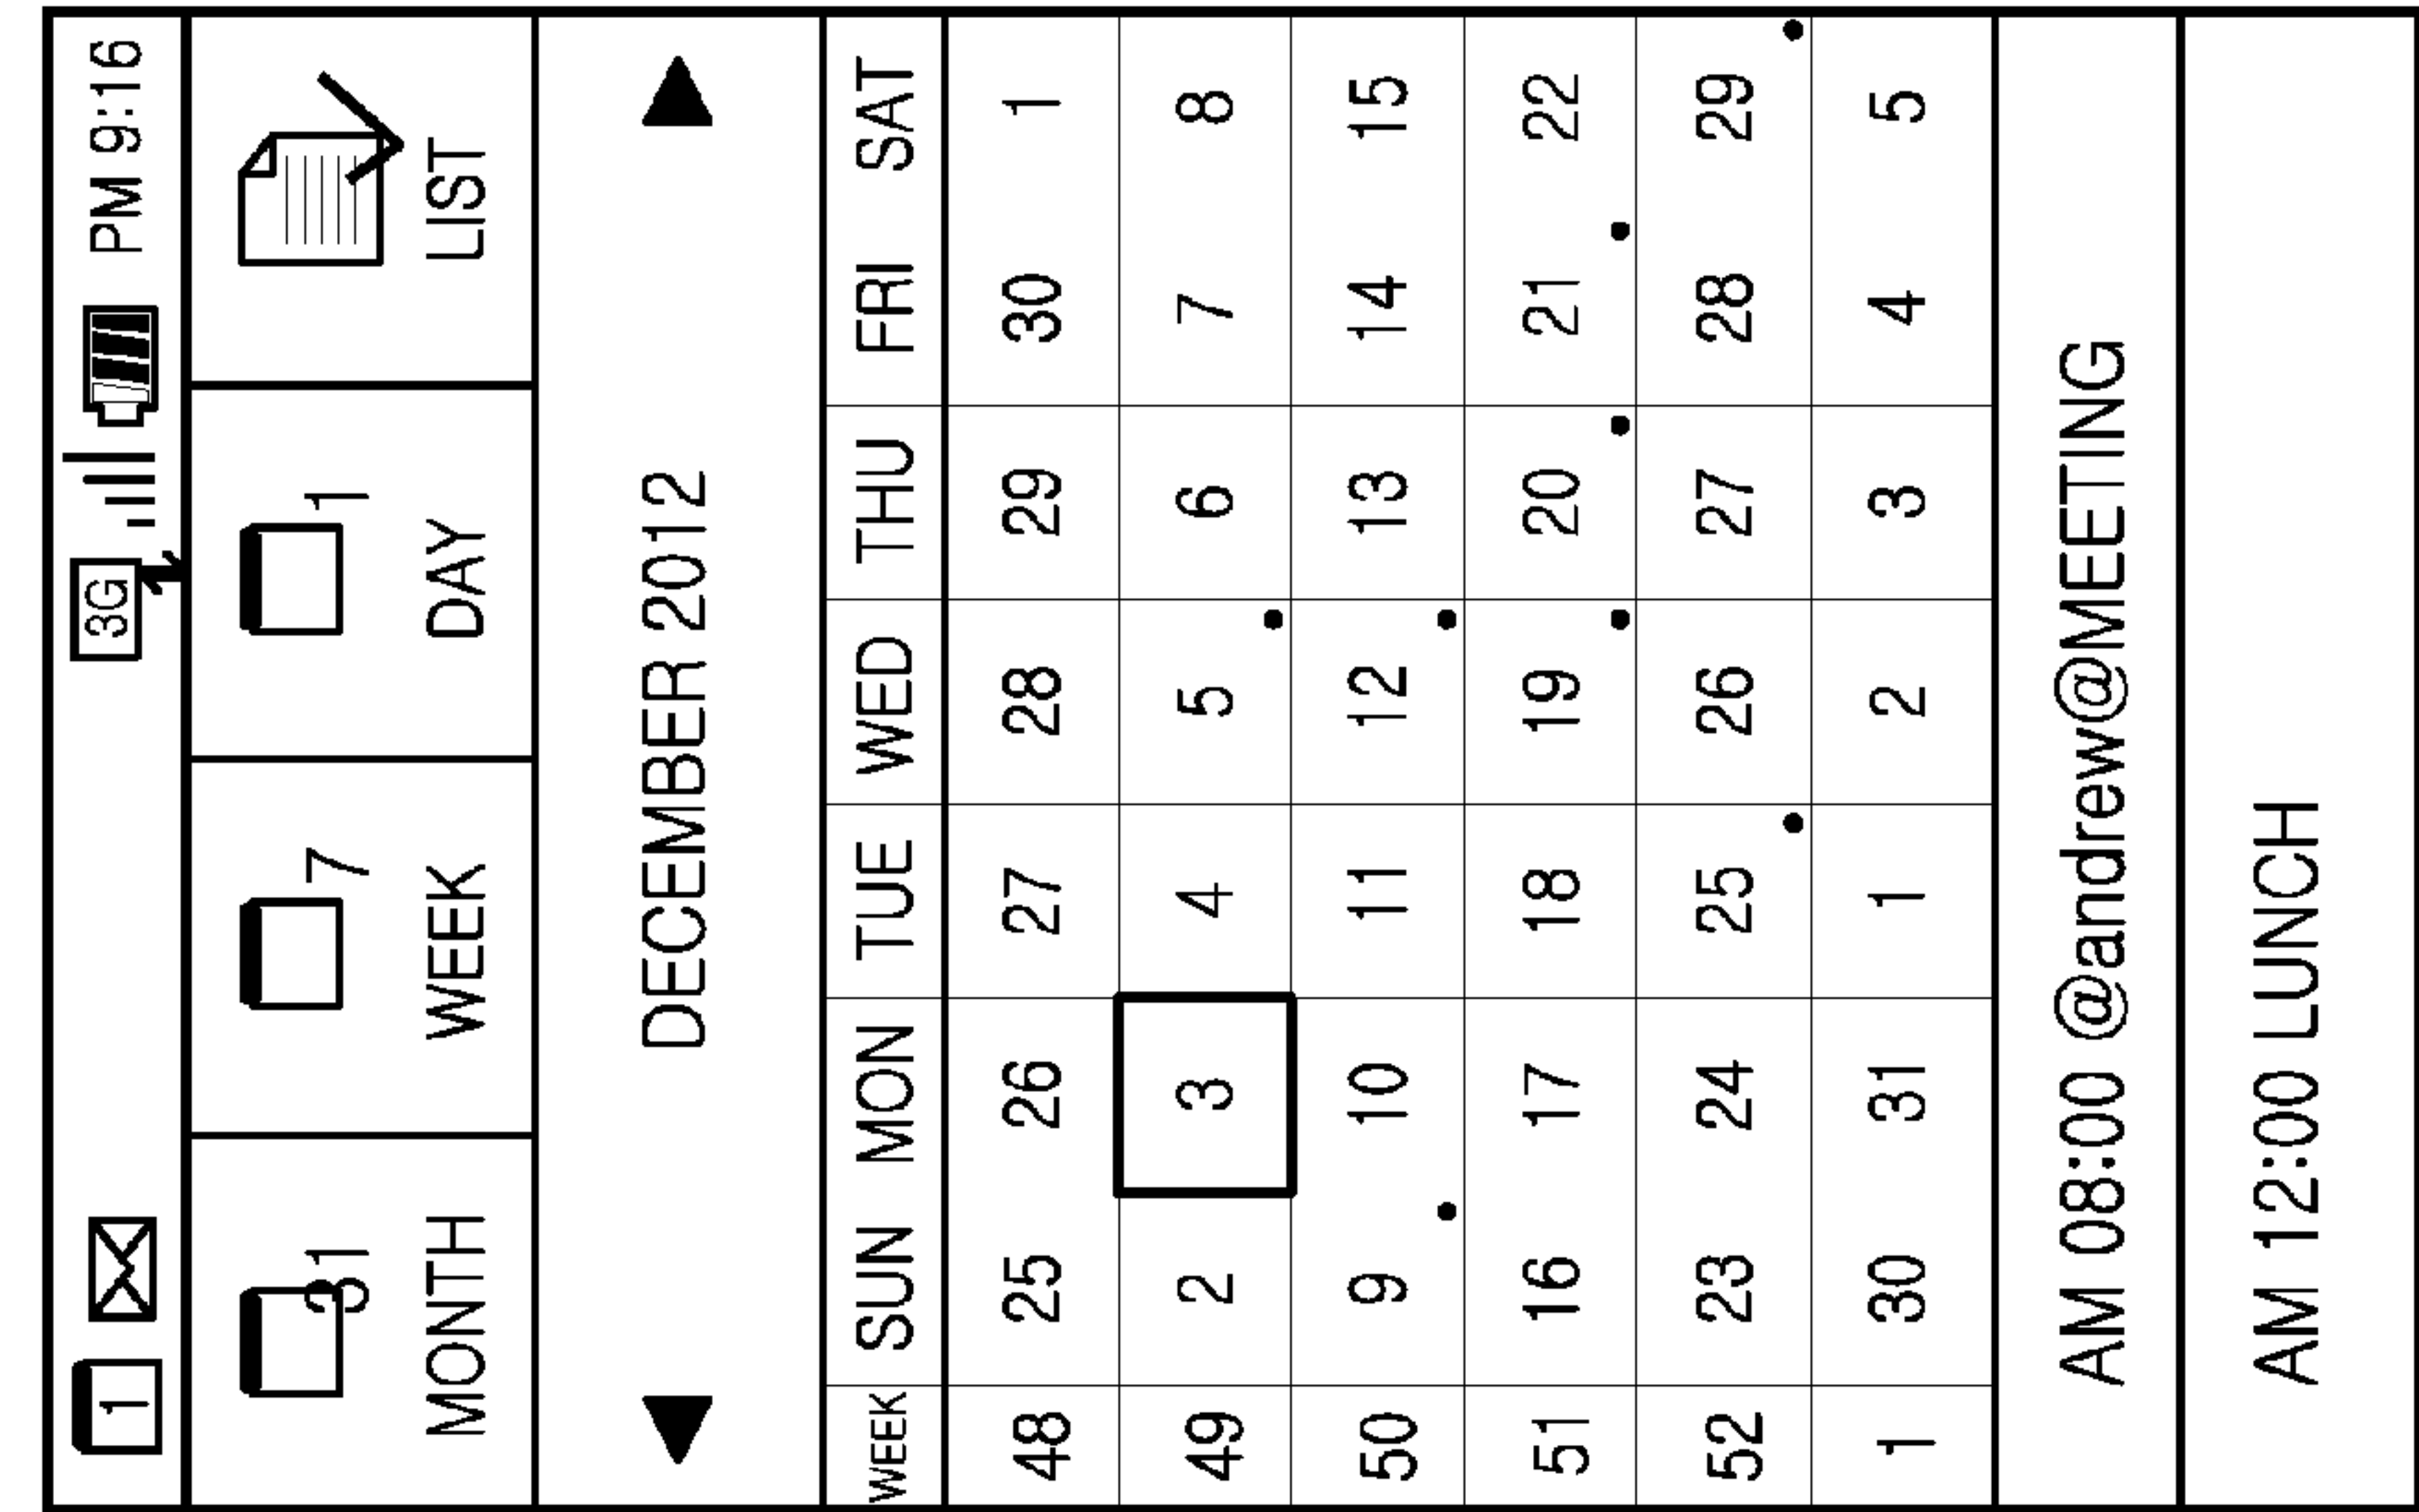 1 3G PM 9:16
31 7 1
MONTH WEEK DAY LIST
DECEMBER 2012
WEEK SUN MON TUE WED THU FRI SAT
48 25 26 27 28 29 30 1
49 2 3 4 5 6 7 8
50 9 10 11 12 13 14 15
51 16 17 18 19 20 21 22
52 23 24 25 26 27 28 29
1 30 31 1 2 3 4 5
AM 08:00 @andrew@MEETING
AM 12:00 LUNCH